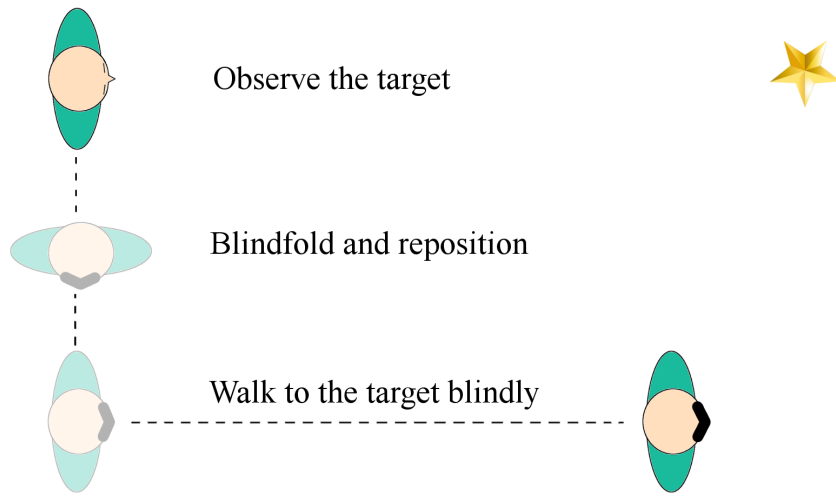 Observe the target
Blindfold and reposition
Walk to the target blindly